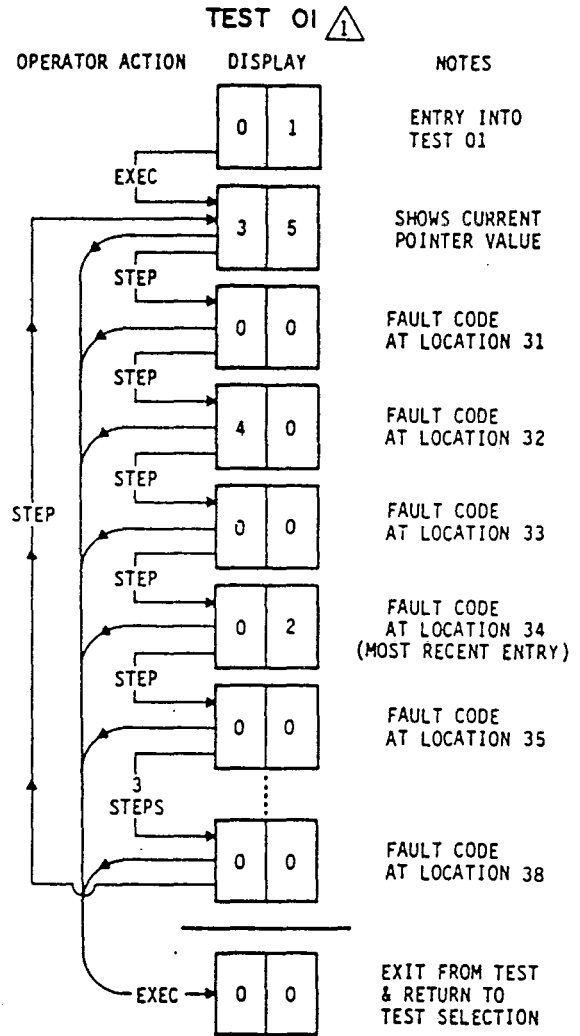 TEST 01 1
OPERATOR ACTION DISPLAY NOTES
0 1
ENTRY INTO
TEST 01
EXEC
3 5
SHOWS CURRENT
POINTER VALUE
STEP
0 0
FAULT CODE
AT LOCATION 31
STEP
4 0
FAULT CODE
AT LOCATION 32
STEP
STEP
0 0
FAULT CODE
AT LOCATION 33
STEP
0 2
FAULT CODE
AT LOCATION 34
(MOST RECENT ENTRY)
STEP
0 0
FAULT CODE
AT LOCATION 35
3
STEPS
0 0
FAULT CODE
AT LOCATION 38
EXEC
0 0
EXIT FROM TEST
& RETURN TO
TEST SELECTION